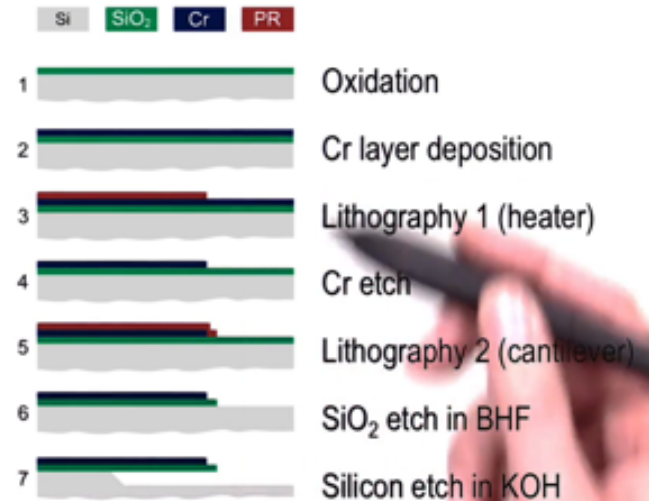 Si SiO₂ Cr PR
1 Oxidation
2 Cr layer deposition
3 Lithography 1 (heater)
4 Cr etch
5 Lithography 2 (cantilever)
6 SiO₂ etch in BHF
7 Silicon etch in KOH